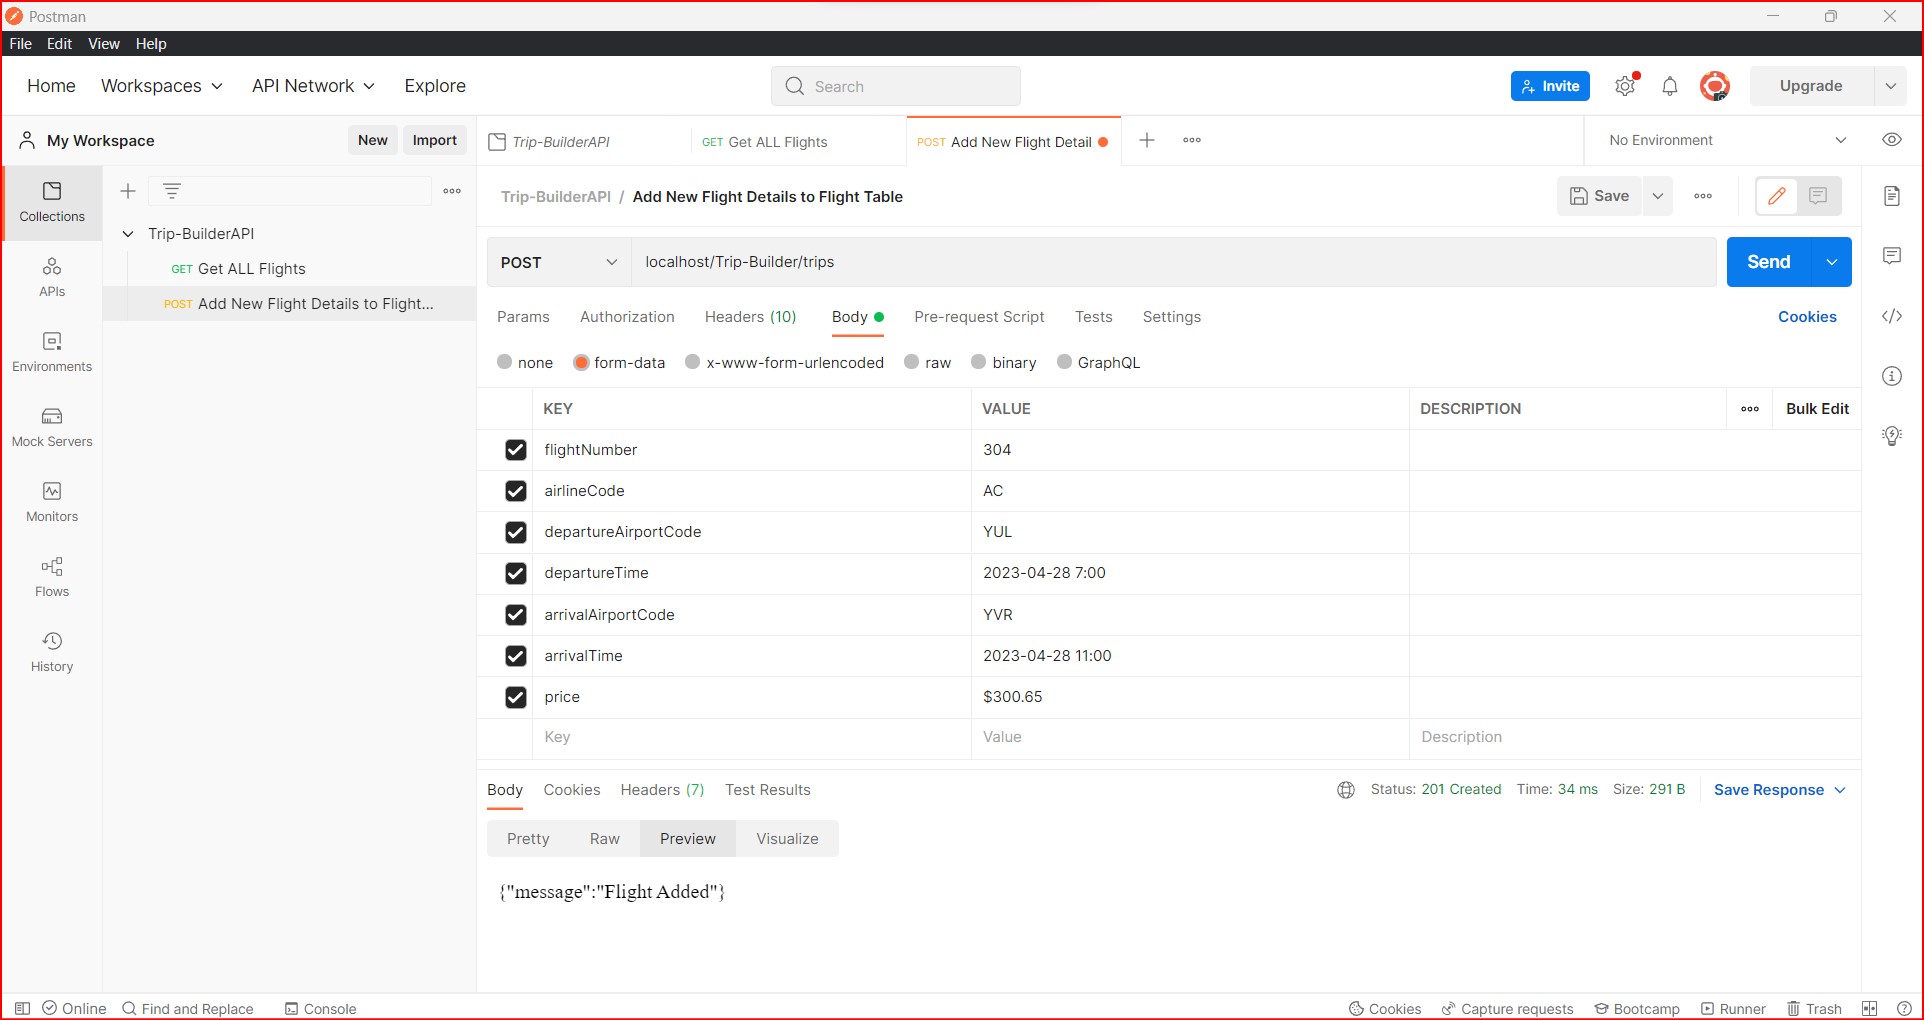 Postman
File Edit View Help
Home Workspaces API Network Explore Search Invite Upgrade
My Workspace New Import
Trip-BuilderAPI GET Get ALL Flights POST Add New Flight Detail No Environment
Collections
APIs
Environments
Mock Servers
Monitors
Flows
History
Trip-BuilderAPI
GET Get ALL Flights
POST Add New Flight Details to Flight...
Trip-BuilderAPI / Add New Flight Details to Flight Table Save
POST localhost/Trip-Builder/trips Send
Params Authorization Headers (10) Body Pre-request Script Tests Settings Cookies
none form-data x-www-form-urlencoded raw binary GraphQL
KEY VALUE DESCRIPTION Bulk Edit
flightNumber 304
airlineCode AC
departureAirportCode YUL
departureTime 2023-04-28 7:00
arrivalAirportCode YVR
arrivalTime 2023-04-28 11:00
price $300.65
Key Value Description
Body Cookies Headers (7) Test Results Status: 201 Created Time: 34 ms Size: 291 B Save Response
Pretty Raw Preview Visualize
{"message":"Flight Added"}
Online Find and Replace Console Cookies Capture requests Bootcamp Runner Trash